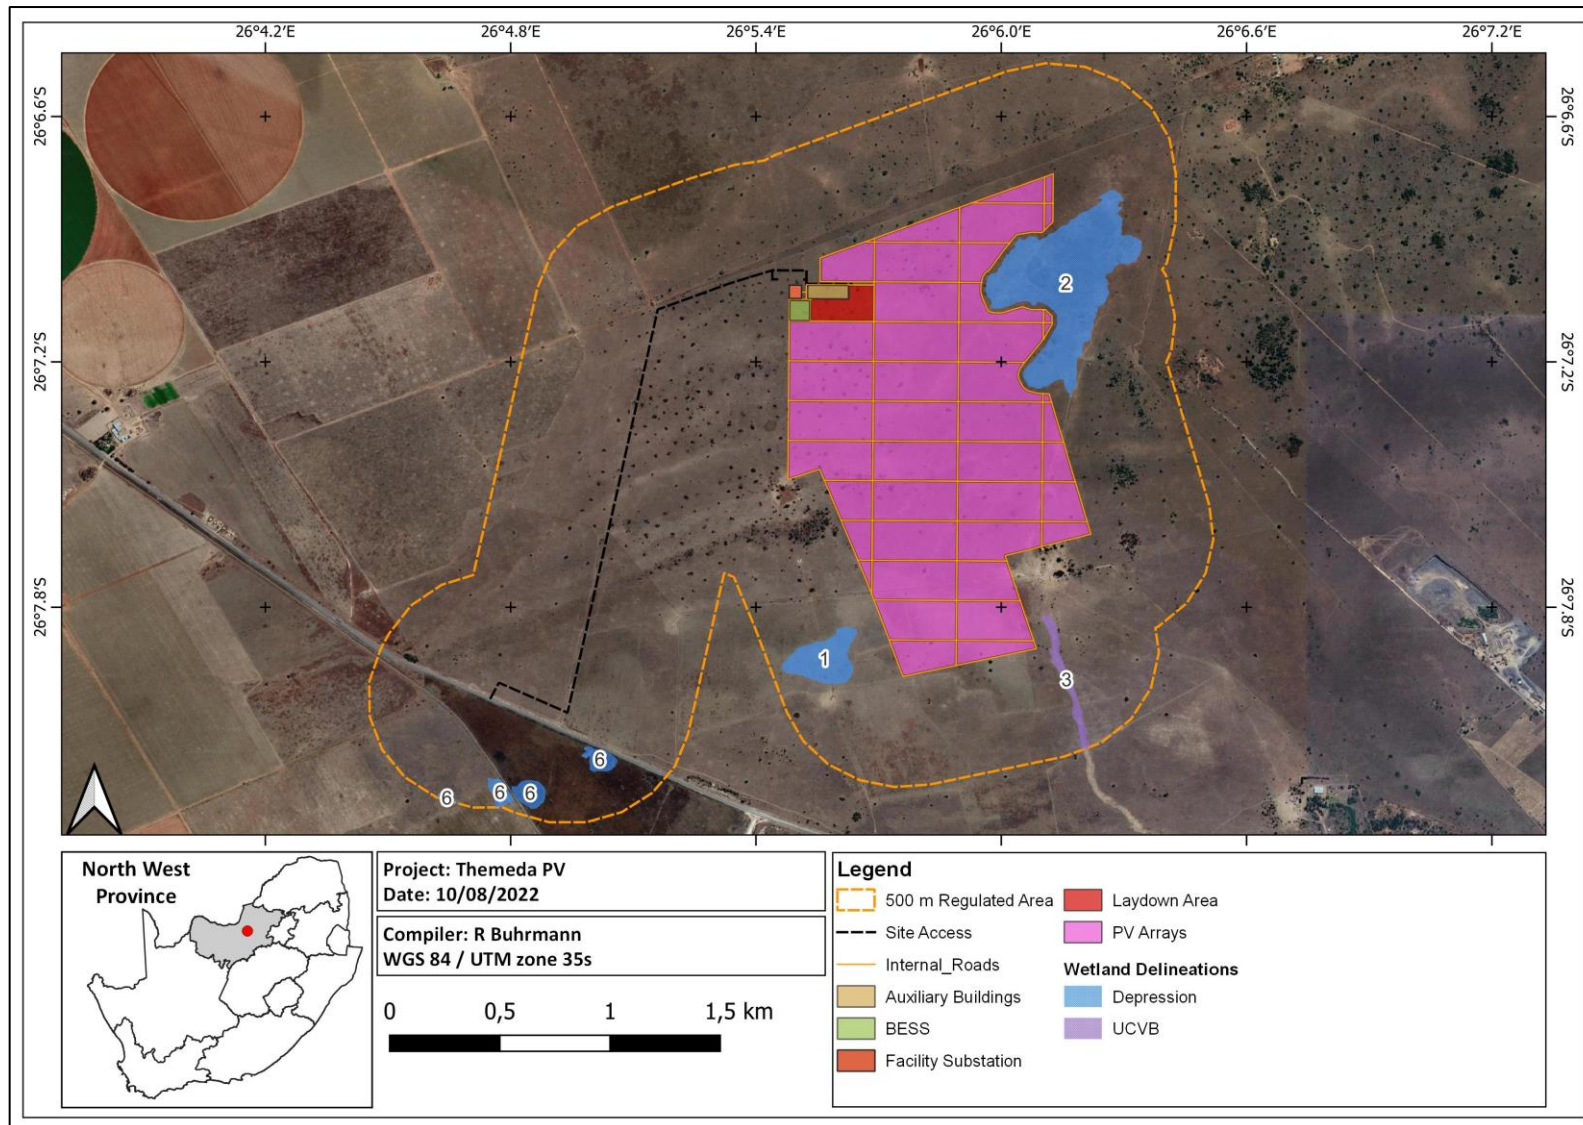 26°4.2'E 26°4.8'E 26°5.4'E 26°6.0'E 26°6.6'E 26°7.2'E
26°6.6'S 26°6.6'S
2
26°7.2'S 26°7.2'S
26°7.8'S 26°7.8'S
1
3
6
6 6 6
North West
Province
Project: Themeda PV
Date: 10/08/2022
Compiler: R Buhrmann
WGS 84 / UTM zone 35s
0 0,5 1 1,5 km
Legend
500 m Regulated Area
Site Access
Internal_Roads
Auxiliary Buildings
BESS
Facility Substation
Laydown Area
PV Arrays
Wetland Delineations
Depression
UCVB